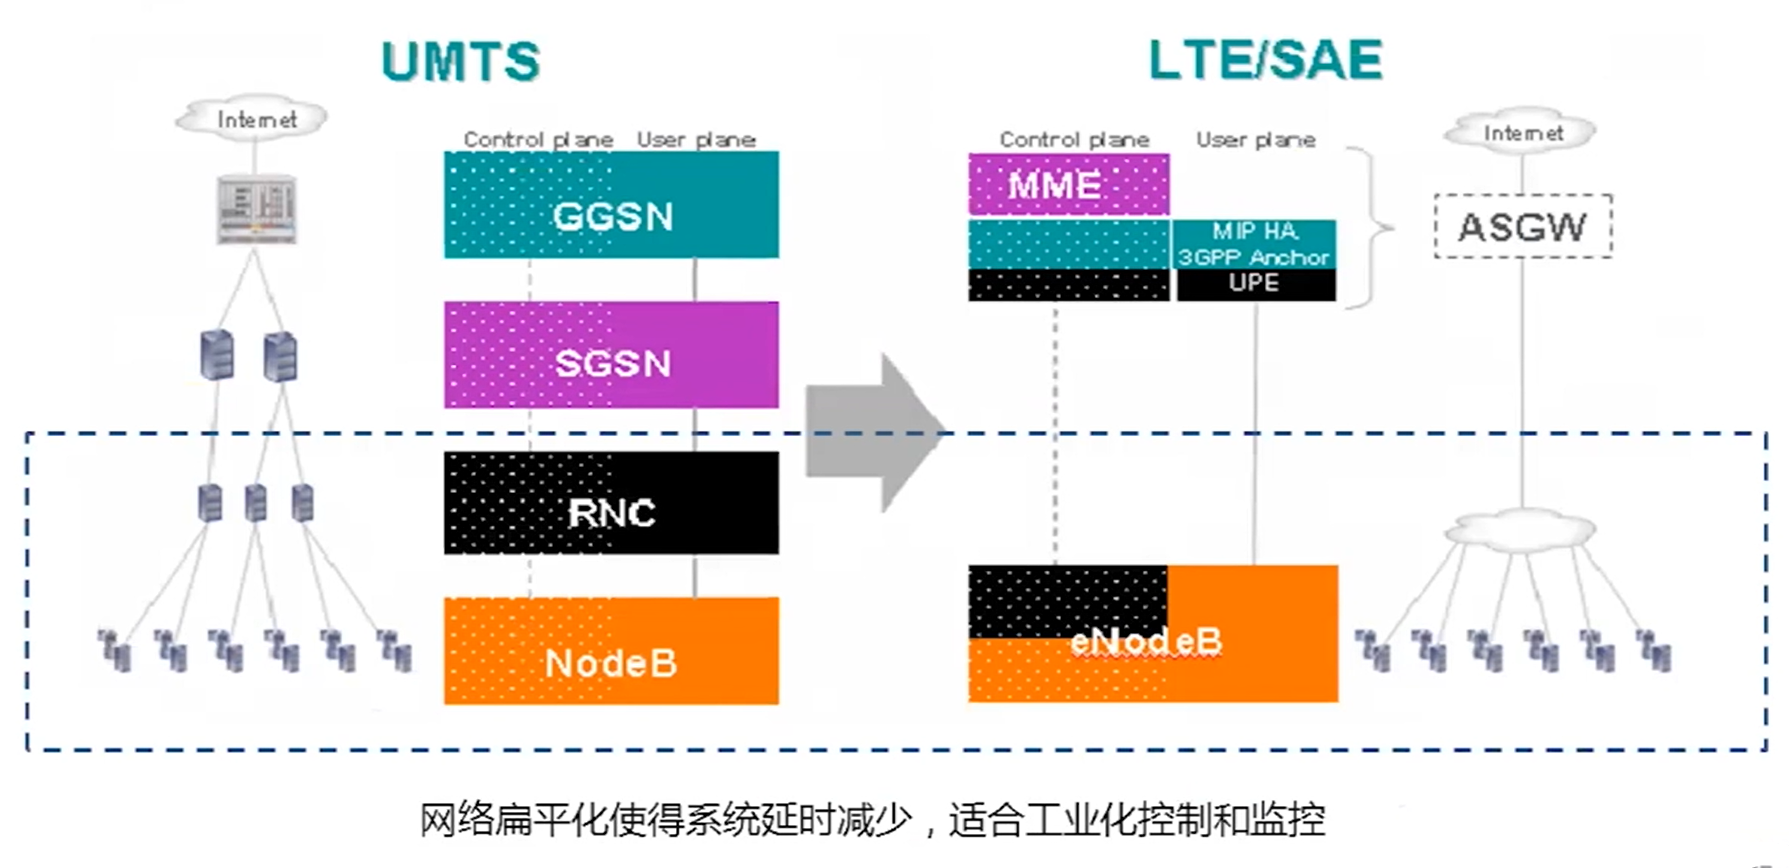 UMTS
LTE/SAE
Internet
Control plane
User plane
GGSN
SGSN
RNC
NodeB
Control plane
User plane
MME
MIP HA
3GPP Anchor
UPE
eNodeB
Internet
ASGW
网络扁平化使得系统延时减少，适合工业化控制和监控